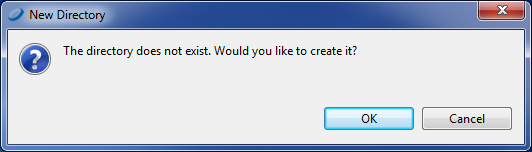 New Directory
The directory does not exist. Would you like to create it?
OK
Cancel